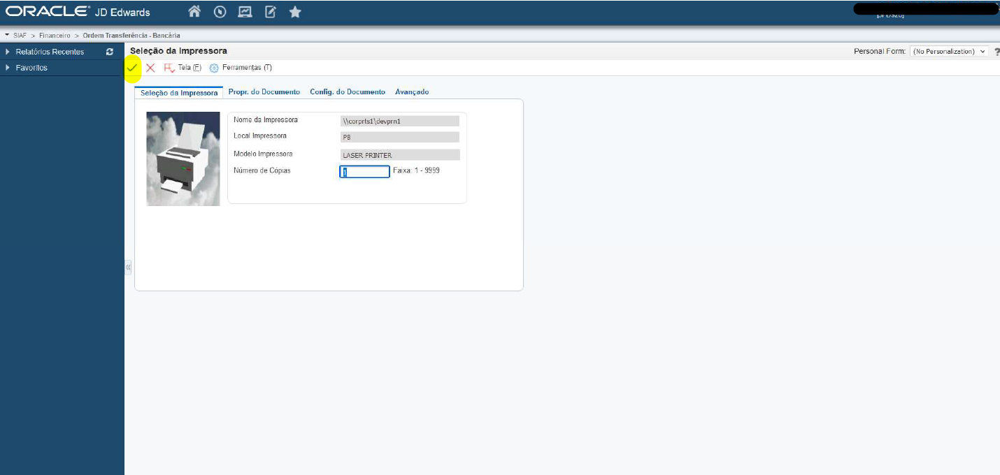 ORACLE® JD Edwards
SIAF > Financeiro > Ordem Transferência - Bancária
Relatórios Recentes
Favoritos
Seleção da Impressora
Personal Form: (No Personalization)
Tela (F) Ferramentas (T)
Seleção da Impressora Propr. do Documento Config. do Documento Avançado
Nome da Impressora \\corprts1\devprn1
Local Impressora PB
Modelo Impressora LASER PRINTER
Número de Cópias 1 Faixa: 1 - 9999